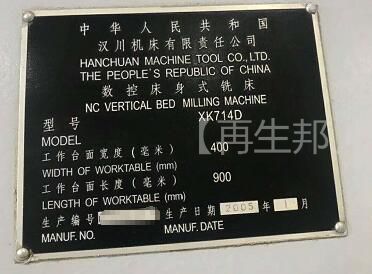 中华人民共和国
汉川机床有限责任公司
HANCHUAN MACHINE TOOL CO., LTD.
THE PEOPLE'S REPUBLIC OF CHINA
数控床身式铣床
NC VERTICAL BED MILLING MACHINE
型号 XK714D
MODEL
工作台面宽度(毫米) 400
WIDTH OF WORKTABLE (mm)
工作台面长度(毫米) 900
LENGTH OF WORKTABLE (mm)
生产编号 生产日期 2005年1月
MANUF. NO. MANUF. DATE
再生邦